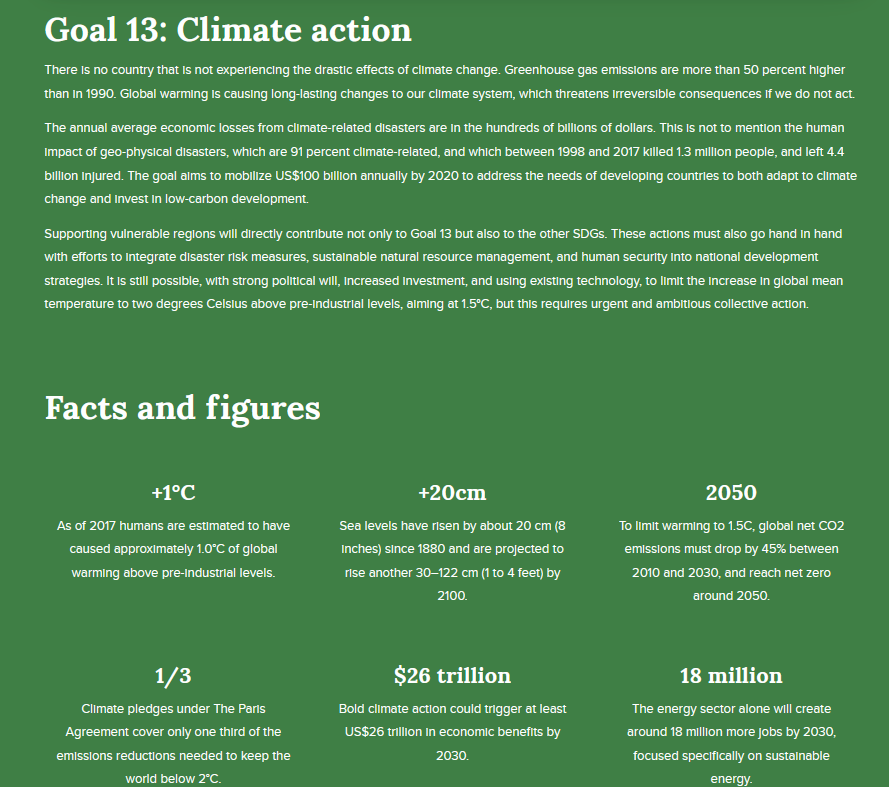 Goal 13: Climate action
There is no country that is not experiencing the drastic effects of climate change. Greenhouse gas emissions are more than 50 percent higher
than in 1990. Global warming is causing long-lasting changes to our climate system, which threatens irreversible consequences if we do not act.
The annual average economic losses from climate-related disasters are in the hundreds of billions of dollars. This is not to mention the human
impact of geo-physical disasters, which are 91 percent climate-related, and which between 1998 and 2017 killed 1.3 million people, and left 4.4
billion injured. The goal aims to mobilize US$100 billion annually by 2020 to address the needs of developing countries to both adapt to climate
change and invest in low-carbon development.
Supporting vulnerable regions will directly contribute not only to Goal 13 but also to the other SDGs. These actions must also go hand in hand
with efforts to integrate disaster risk measures, sustainable natural resource management, and human security into national development
strategies. It is still possible, with strong political will, increased investment, and using existing technology, to limit the increase in global mean
temperature to two degrees Celsius above pre-industrial levels, aiming at 1.5°C, but this requires urgent and ambitious collective action.
Facts and figures
+1°C
As of 2017 humans are estimated to have
caused approximately 1.0°C of global
warming above pre-industrial levels.
+20cm
Sea levels have risen by about 20 cm (8
inches) since 1880 and are projected to
rise another 30–122 cm (1 to 4 feet) by
2100.
2050
To limit warming to 1.5C, global net CO2
emissions must drop by 45% between
2010 and 2030, and reach net zero
around 2050.
1/3
Climate pledges under The Paris
Agreement cover only one third of the
emissions reductions needed to keep the
world below 2°C.
$26 trillion
Bold climate action could trigger at least
US$26 trillion in economic benefits by
2030.
18 million
The energy sector alone will create
around 18 million more jobs by 2030,
focused specifically on sustainable
energy.